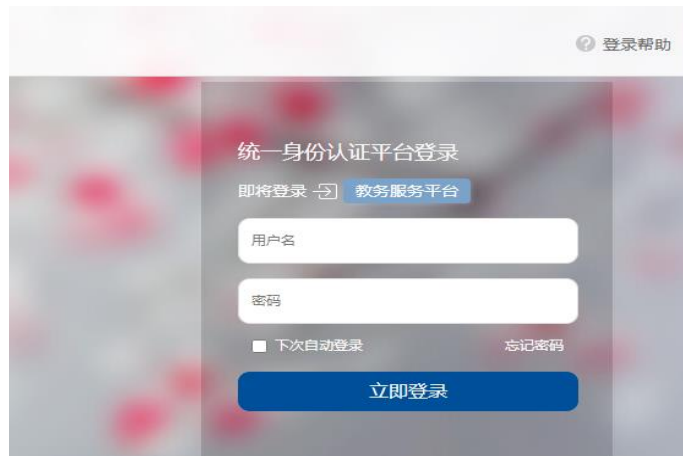 登录帮助
统一身份认证平台登录
即将登录 教务服务平台
用户名
密码
下次自动登录 忘记密码
立即登录